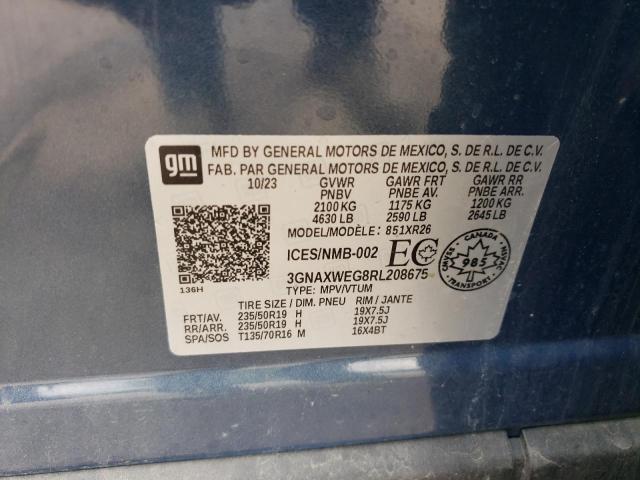 gm
MFD BY GENERAL MOTORS DE MEXICO, S. DE R.L. DE C.V.
FAB. PAR GENERAL MOTORS DE MEXICO, S. DE R.L. DE C.V.
10/23 GVWR GAWR FRT GAWR RR
PNBV PNBE AV. PNBE ARR.
2100 KG 1175 KG 1200 KG
4630 LB 2590 LB 2645 LB
MODEL/MODÈLE: 851XR26
ICES/NMB-002 EC
CANADA
CMVSS 985 NSVAC
3GNAXWEG8RL208675
136H
TYPE: MPV/VTUM
TIRE SIZE / DIM. PNEU RIM / JANTE
FRT/AV. 235/50R19 H 19X7.5J
RR/ARR. 235/50R19 H 19X7.5J
SPA/SOS T135/70R16 M 16X4BT